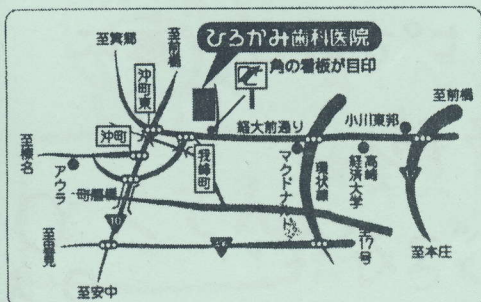 ひろかみ歯科医院
角の看板が目印
至箕郷
至前橋
沖町東
沖町
我峰町
経大前通り
小川東邦
至前橋
至榛名
アウラ
町屋橋
マクドナルド
環状線
高崎
経済大学
10
至17号
至本庄
至安中